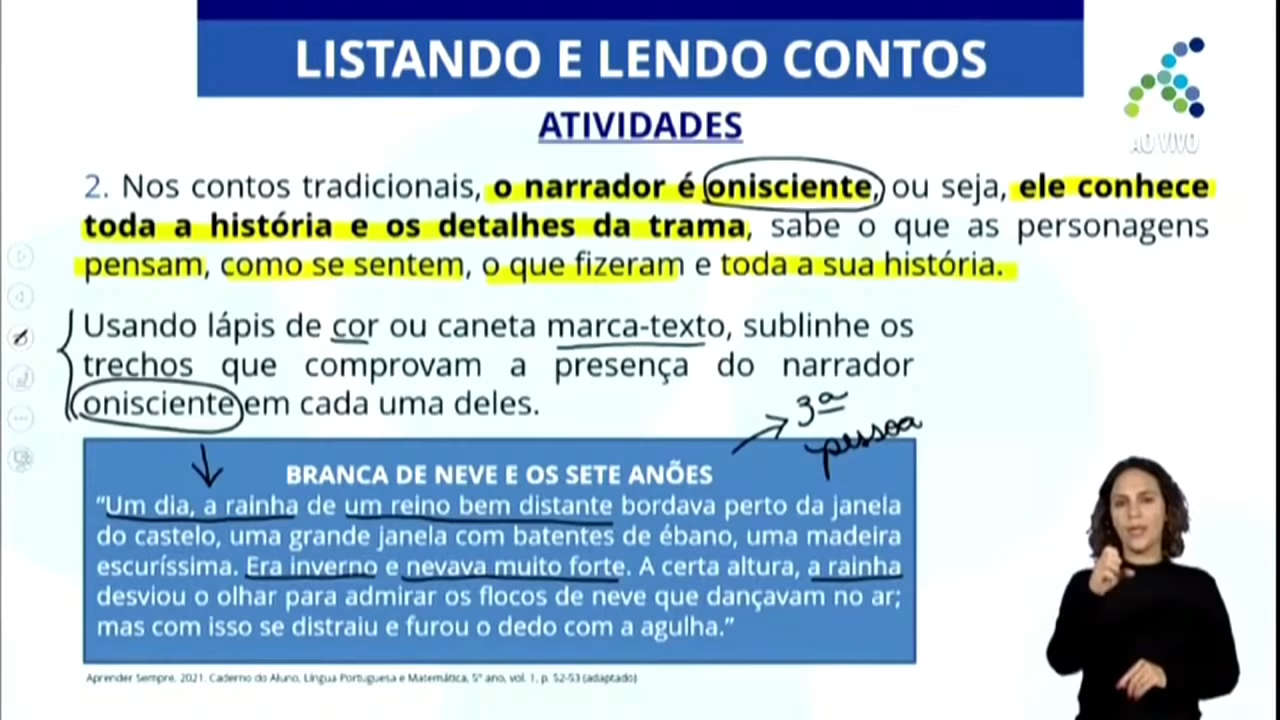 LISTANDO E LENDO CONTOS
AO VIVO
ATIVIDADES
2. Nos contos tradicionais, o narrador é onisciente, ou seja, ele conhece
toda a história e os detalhes da trama, sabe o que as personagens
pensam, como se sentem, o que fizeram e toda a sua história.
Usando lápis de cor ou caneta marca-texto, sublinhe os
trechos que comprovam a presença do narrador
onisciente em cada uma deles.
3ª
pessoa
BRANCA DE NEVE E OS SETE ANÕES
“Um dia, a rainha de um reino bem distante bordava perto da janela
do castelo, uma grande janela com batentes de ébano, uma madeira
escuríssima. Era inverno e nevava muito forte. A certa altura, a rainha
desviou o olhar para admirar os flocos de neve que dançavam no ar;
mas com isso se distraiu e furou o dedo com a agulha.”
Aprender Sempre, 2021. Caderno do Aluno, Língua Portuguesa e Matemática, 5º ano, vol. 1, p. 52-53 (adaptado)